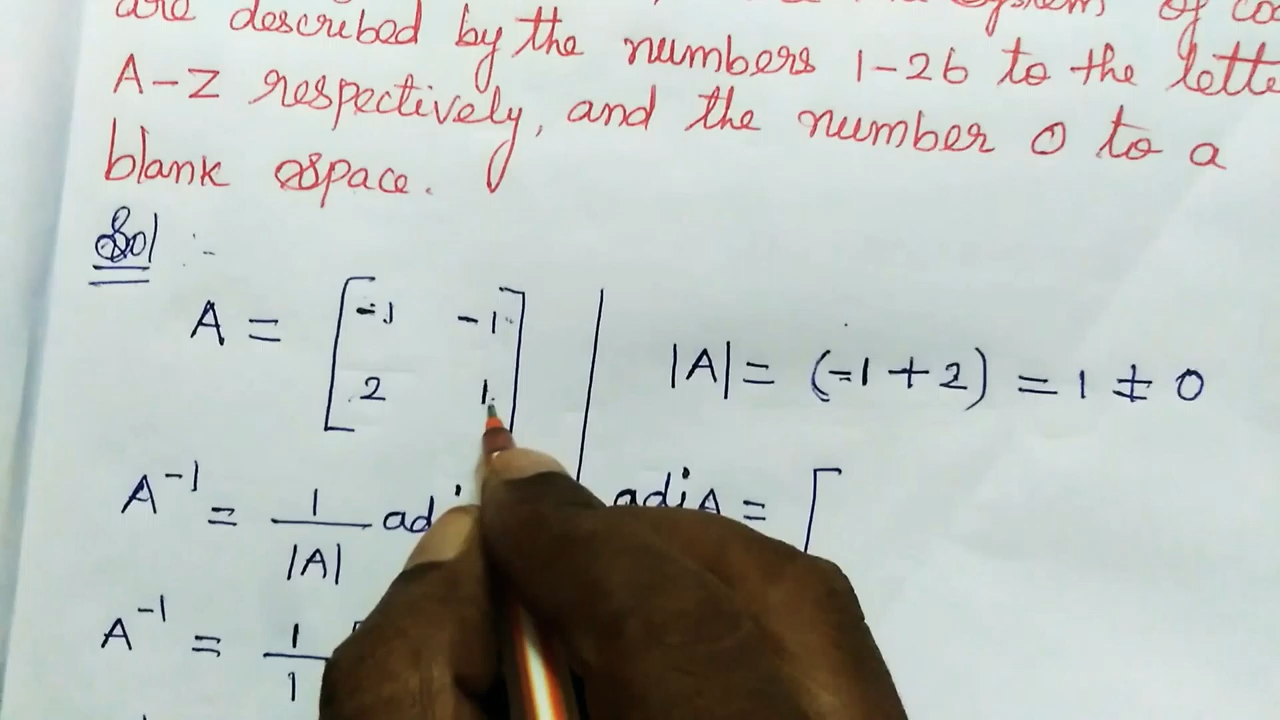 are described by the numbers 1-26 to the
A-Z respectively, and the number 0 to a
blank space.
Sol :-
A = [ -1 -1
2 1 ]
|A| = (-1+2) = 1 ≠ 0
A⁻¹ = 1/|A| adj
adj A = [
A⁻¹ = 1/1